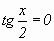 tg x/2 = 0